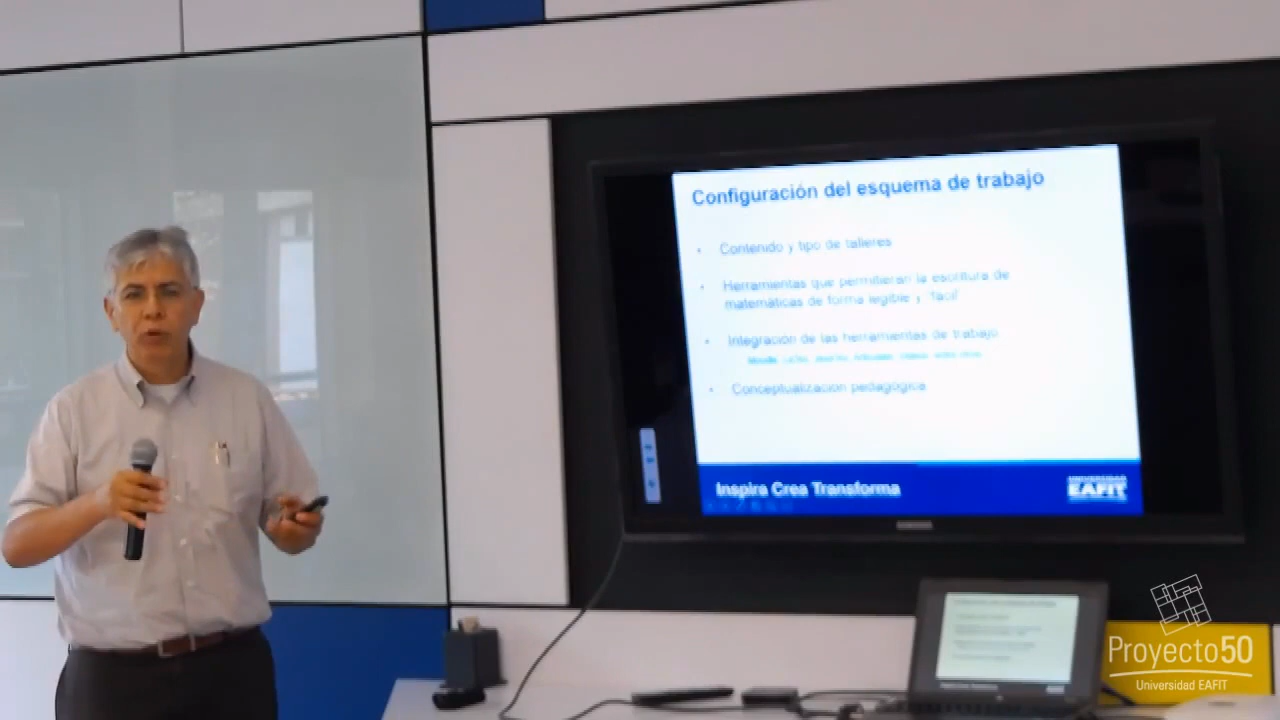 Configuración del esquema de trabajo
Contenido y tipo de talleres
Herramientas que permitieran la escritura de
matemáticas de forma legible y "fácil"
Integración de las herramientas de trabajo
Conceptualización pedagógica
Inspira Crea Transforma
UNIVERSIDAD
EAFIT
Proyecto50
Universidad EAFIT